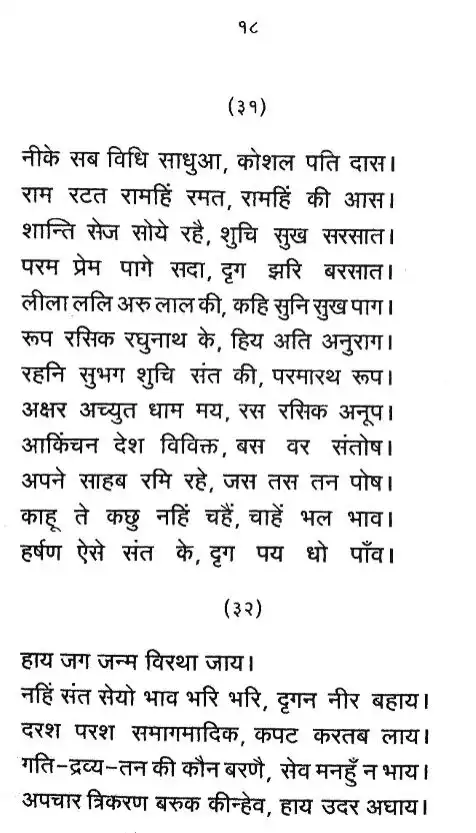 १८
(३१)
नीके सब विधि साधुआ, कोशल पति दास।
राम रटत रामहिं रमत, रामहिं की आस।
शान्ति सेज सोये रहै, शुचि सुख सरसात।
परम प्रेम पागे सदा, दृग झरि बरसात।
लीला ललि अरु लाल की, कहि सुनि सुख पाग।
रूप रसिक रघुनाथ के, हिय अति अनुराग।
रहनि सुभग शुचि संत की, परमारथ रूप।
अक्षर अच्युत धाम मय, रस रसिक अनूप।
आकिंचन देश विविक्त, बस वर संतोष।
अपने साहब रमि रहे, जस तस तन पोष।
काहू ते कछु नहिं चहैं, चाहें भल भाव।
हर्षण ऐसे संत के, दृग पय धो पाँव।
(३२)
हाय जग जन्म विरथा जाय।
नहिं संत सेयो भाव भरि भरि, दृगन नीर बहाय।
दरश परश समागमादिक, कपट करतब लाय।
गति-द्रव्य-तन की कौन बरणै, सेव मनहुँ न भाय।
अपचार त्रिकरण बरुक कीन्हेव, हाय उदर अघाय।